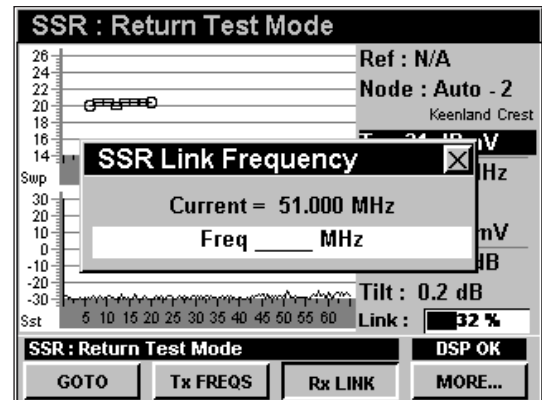 SSR : Return Test Mode
26
24
22
20
18
16
14
Swp
30
20
10
0
-10
-20
-30
Sst
5 10 15 20 25 30 35 40 45 50 55 60
Ref : N/A
Node : Auto - 2
Keenland Crest
SSR Link Frequency
Current = 51.000 MHz
Freq _____ MHz
Tilt : 0.2 dB
Link : 32 %
SSR : Return Test Mode
DSP OK
GOTO
Tx FREQS
Rx LINK
MORE...